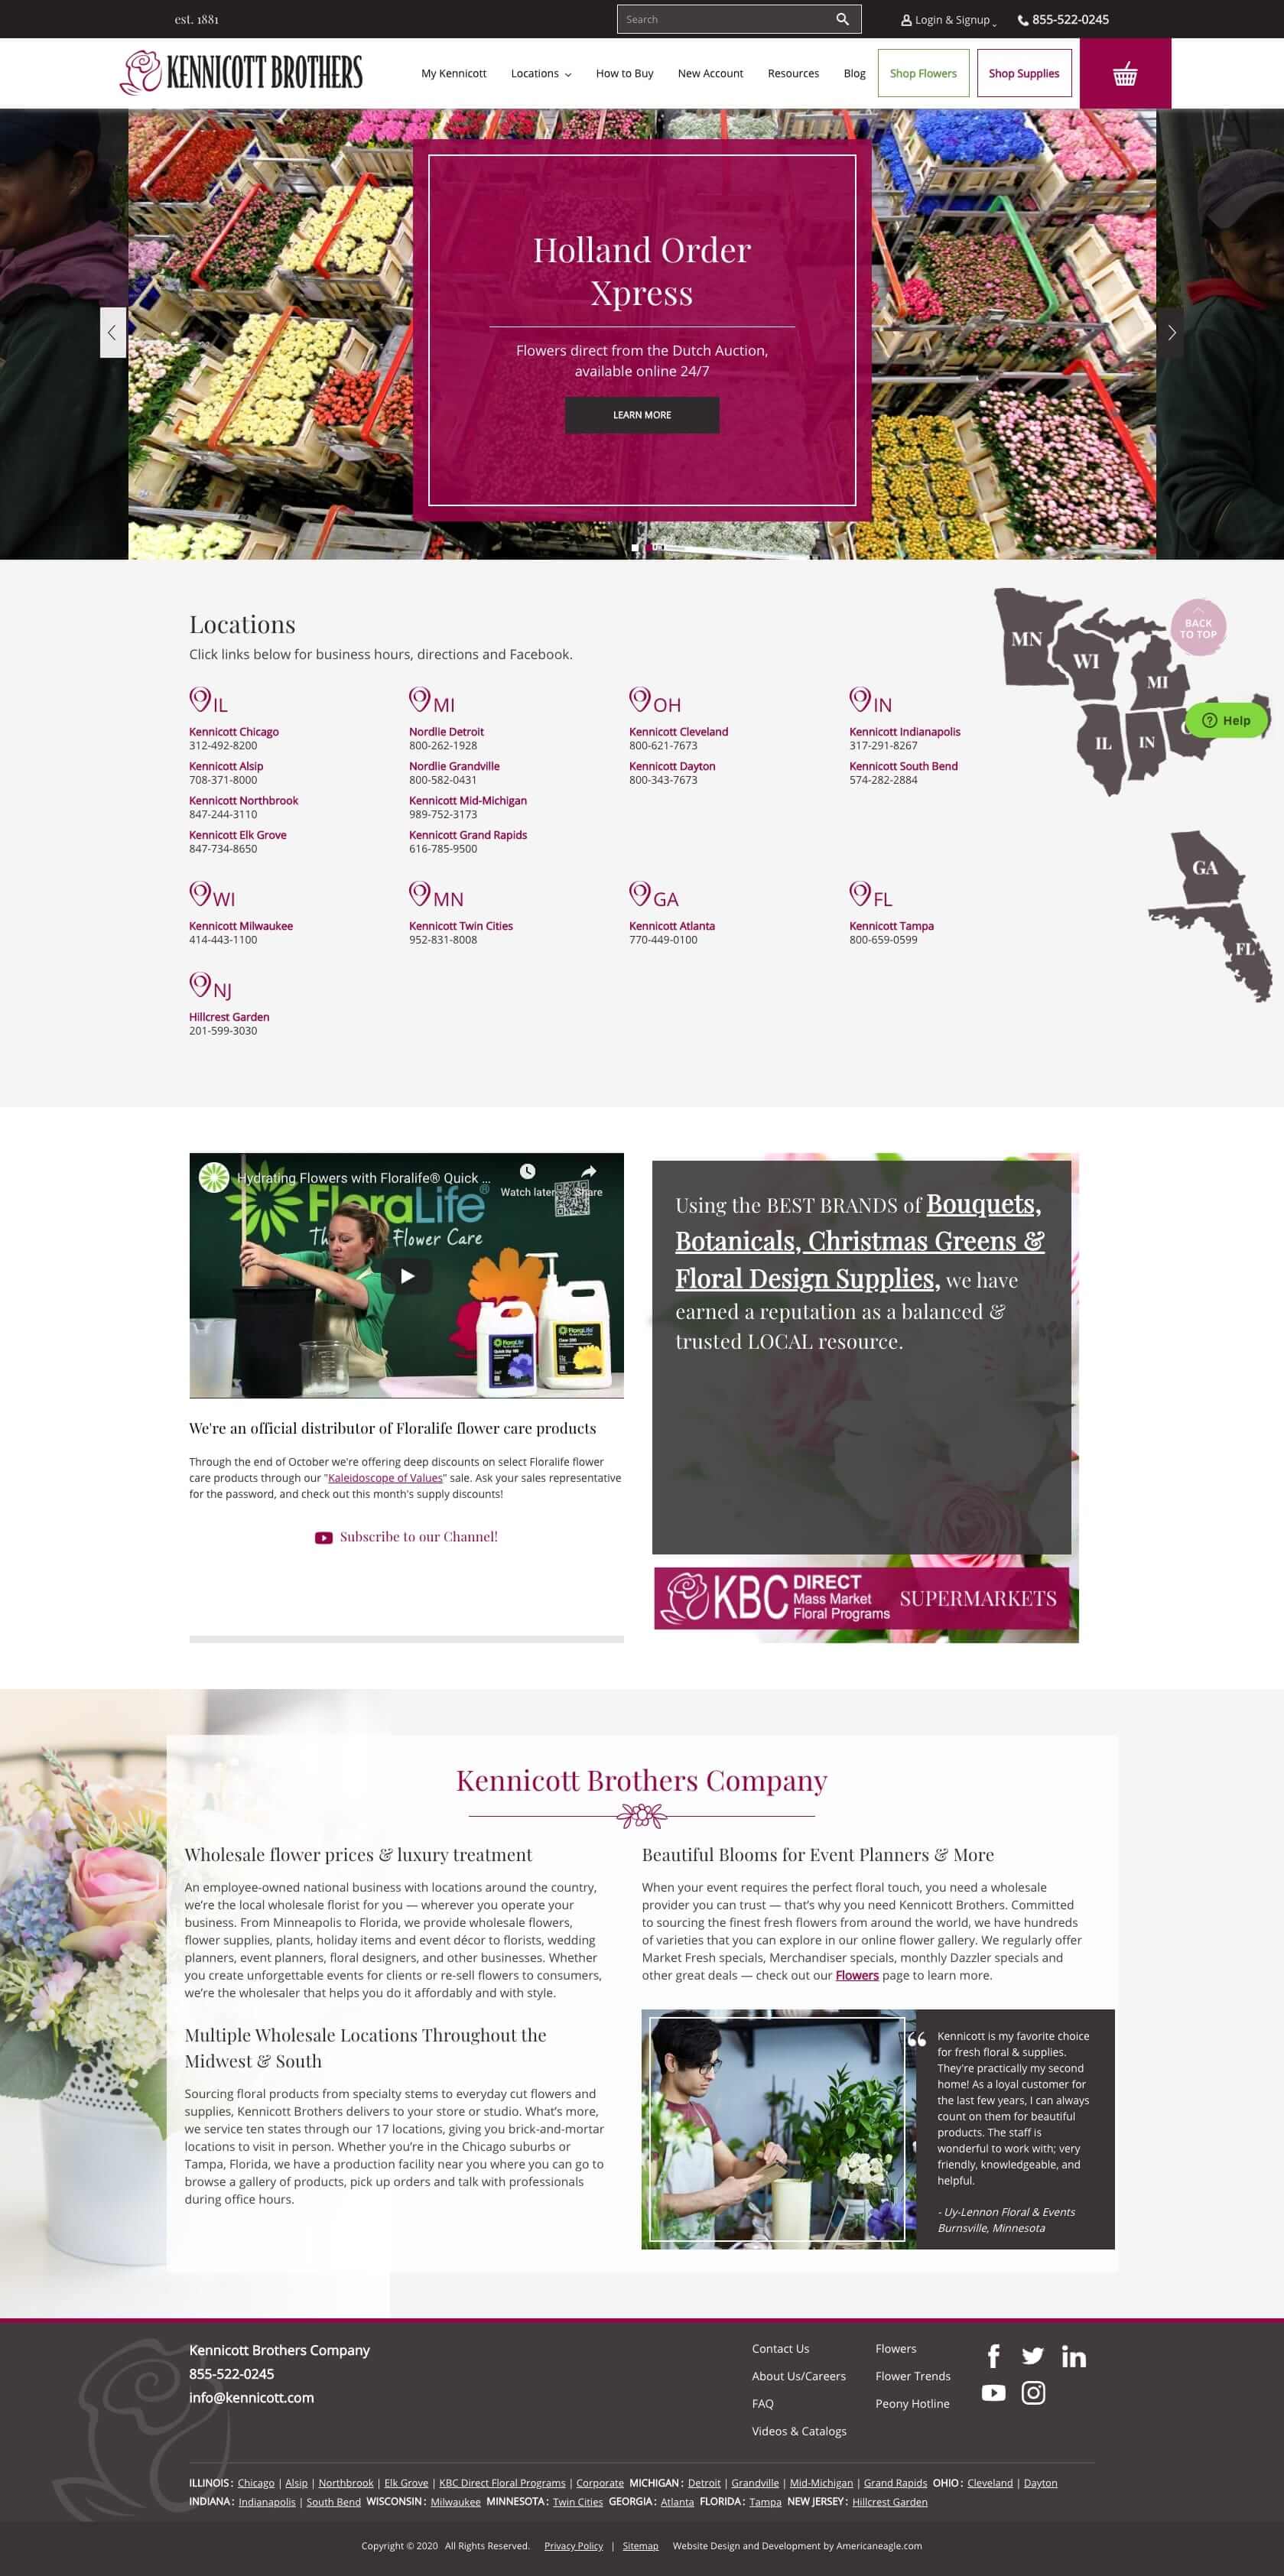 est. 1881
Search
Login & Signup
855-522-0245
KENNICOTT BROTHERS
My Kennicott
Locations
How to Buy
New Account
Resources
Blog
Shop Flowers
Shop Supplies
Holland Order
Xpress
Flowers direct from the Dutch Auction,
available online 24/7
LEARN MORE
Locations
Click links below for business hours, directions and Facebook.
IL
Kennicott Chicago
312-492-8200
Kennicott Alsip
708-371-8000
Kennicott Northbrook
847-244-3110
Kennicott Elk Grove
847-734-8650
MI
Nordlie Detroit
800-262-1928
Nordlie Grandville
800-582-0431
Kennicott Mid-Michigan
989-752-3173
Kennicott Grand Rapids
616-785-9500
OH
Kennicott Cleveland
800-621-7673
Kennicott Dayton
800-343-7673
IN
Kennicott Indianapolis
317-291-8267
Kennicott South Bend
574-282-2884
WI
Kennicott Milwaukee
414-443-1100
MN
Kennicott Twin Cities
952-831-8008
GA
Kennicott Atlanta
770-449-0100
FL
Kennicott Tampa
800-659-0599
NJ
Hillcrest Garden
201-599-3030
MN
WI
MI
IL
IN
GA
FL
BACK
TO TOP
Help
Hydrating Flowers with Floralife® Quick ...
Watch later
Share
FloraLife®
The Flower Care
We're an official distributor of Floralife flower care products
Through the end of October we're offering deep discounts on select Floralife flower
care products through our "Kaleidoscope of Values" sale. Ask your sales representative
for the password, and check out this month's supply discounts!
Subscribe to our Channel!
Using the BEST BRANDS of Bouquets,
Botanicals, Christmas Greens &
Floral Design Supplies, we have
earned a reputation as a balanced &
trusted LOCAL resource.
KBC DIRECT
Mass Market
Floral Programs
SUPERMARKETS
Kennicott Brothers Company
Wholesale flower prices & luxury treatment
An employee-owned national business with locations around the country,
we’re the local wholesale florist for you — wherever you operate your
business. From Minneapolis to Florida, we provide wholesale flowers,
flower supplies, plants, holiday items and event décor to florists, wedding
planners, event planners, floral designers, and other businesses. Whether
you create unforgettable events for clients or re-sell flowers to consumers,
we’re the wholesaler that helps you do it affordably and with style.
Multiple Wholesale Locations Throughout the
Midwest & South
Sourcing floral products from specialty stems to everyday cut flowers and
supplies, Kennicott Brothers delivers to your store or studio. What’s more,
we service ten states through our 17 locations, giving you brick-and-mortar
locations to visit in person. Whether you’re in the Chicago suburbs or
Tampa, Florida, we have a production facility near you where you can go to
browse a gallery of products, pick up orders and talk with professionals
during office hours.
Beautiful Blooms for Event Planners & More
When your event requires the perfect floral touch, you need a wholesale
provider you can trust — that’s why you need Kennicott Brothers. Committed
to sourcing the finest fresh flowers from around the world, we have hundreds
of varieties that you can explore in our online flower gallery. We regularly offer
Market Fresh specials, Merchandiser specials, monthly Dazzler specials and
other great deals — check out our Flowers page to learn more.
“ Kennicott is my favorite choice
for fresh floral & supplies.
They’re practically my second
home! As a loyal customer for
the last few years, I can always
count on them for beautiful
products. The staff is
wonderful to work with; very
friendly, knowledgeable, and
helpful.
- Uy-Lennon Floral & Events
Burnsville, Minnesota
Kennicott Brothers Company
855-522-0245
info@kennicott.com
Contact Us
About Us/Careers
FAQ
Videos & Catalogs
Flowers
Flower Trends
Peony Hotline
ILLINOIS: Chicago | Alsip | Northbrook | Elk Grove | KBC Direct Floral Programs | Corporate MICHIGAN: Detroit | Grandville | Mid-Michigan | Grand Rapids OHIO: Cleveland | Dayton
INDIANA: Indianapolis | South Bend WISCONSIN: Milwaukee MINNESOTA: Twin Cities GEORGIA: Atlanta FLORIDA: Tampa NEW JERSEY: Hillcrest Garden
Copyright © 2020 All Rights Reserved. Privacy Policy | Sitemap Website Design and Development by Americaneagle.com